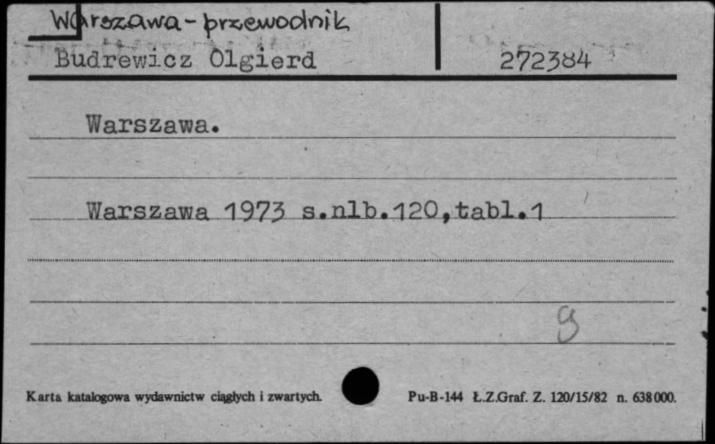 Warszawa - przewodnik
Budrewicz Olgierd 272384
Warszawa.
Warszawa 1973 s.nlb.120,tabl.1
g
Karta katalogowa wydawnictw ciągłych i zwartych. Pu-B-144 Ł.Z.Graf. Z. 120/15/82 n. 638000.